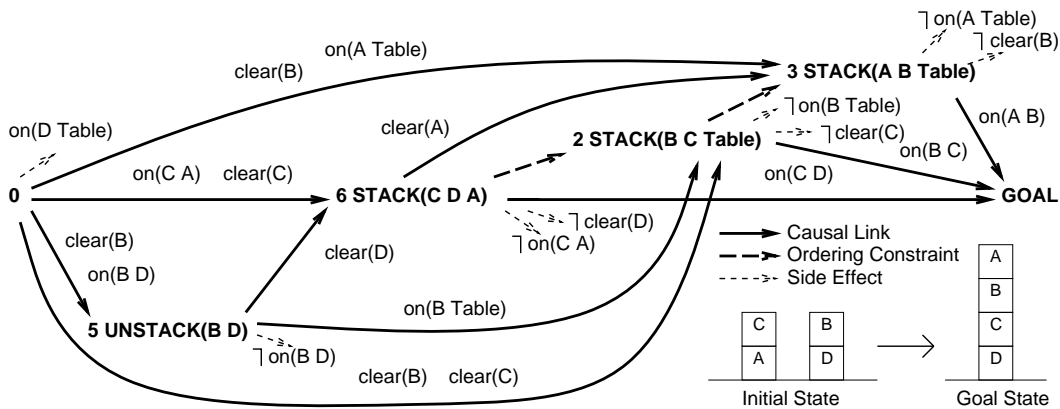 ⅂on(A Table)
⅂clear(B)
on(A Table)
clear(B)
3 STACK(A B Table)
⅂on(B Table)
on(D Table)
clear(A)
on(A B)
2 STACK(B C Table)
⅂clear(C)
on(B C)
on(C A) clear(C)
on(C D)
0
6 STACK(C D A)
GOAL
⅂clear(D)
⅂on(C A)
clear(B)
on(B D)
clear(D)
Causal Link
Ordering Constraint
Side Effect
A
B
C
D
on(B Table)
5 UNSTACK(B D)
⅂on(B D)
C B
A D
clear(B) clear(C)
Initial State
Goal State